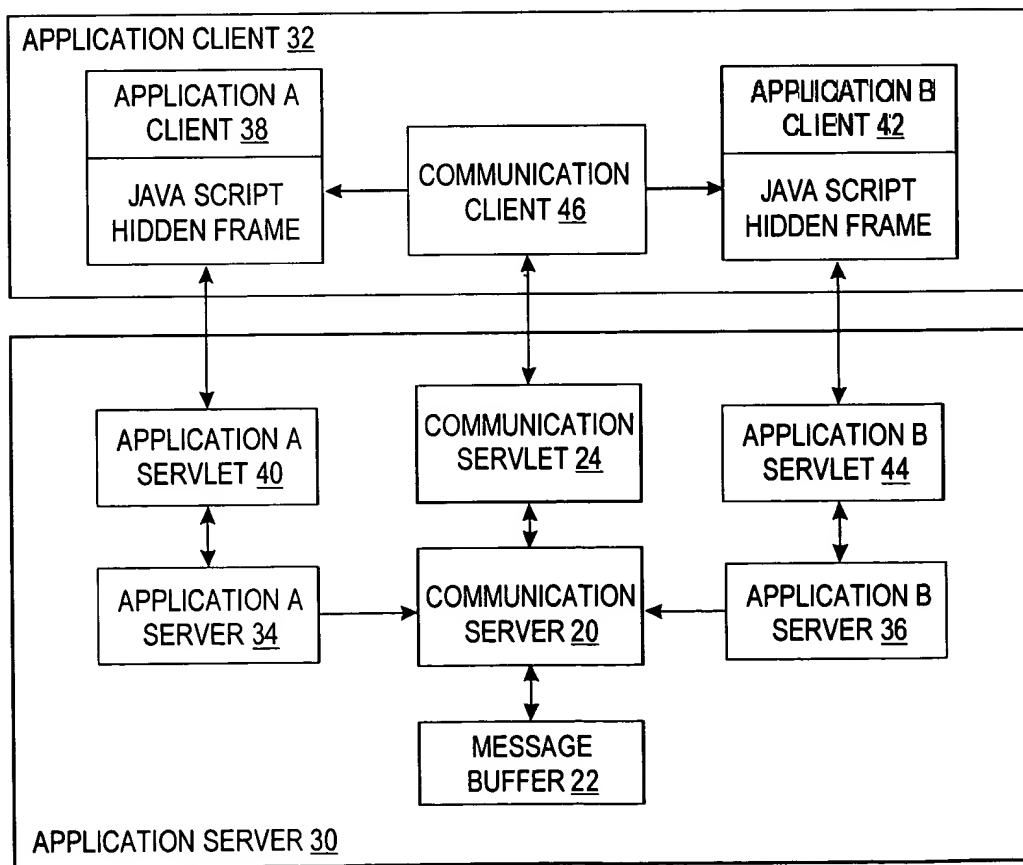 APPLICATION CLIENT 32
APPLICATION A
CLIENT 38
JAVA SCRIPT
HIDDEN FRAME
COMMUNICATION
CLIENT 46
APPLICATION B
CLIENT 42
JAVA SCRIPT
HIDDEN FRAME
APPLICATION A
SERVLET 40
COMMUNICATION
SERVLET 24
APPLICATION B
SERVLET 44
APPLICATION A
SERVER 34
COMMUNICATION
SERVER 20
APPLICATION B
SERVER 36
MESSAGE
BUFFER 22
APPLICATION SERVER 30